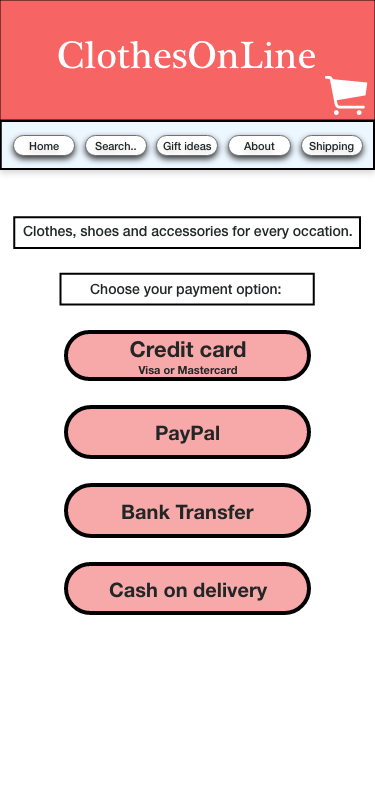 ClothesOnLine
Home Search.. Gift ideas About Shipping
Clothes, shoes and accessories for every occation.
Choose your payment option:
Credit card
Visa or Mastercard
PayPal
Bank Transfer
Cash on delivery